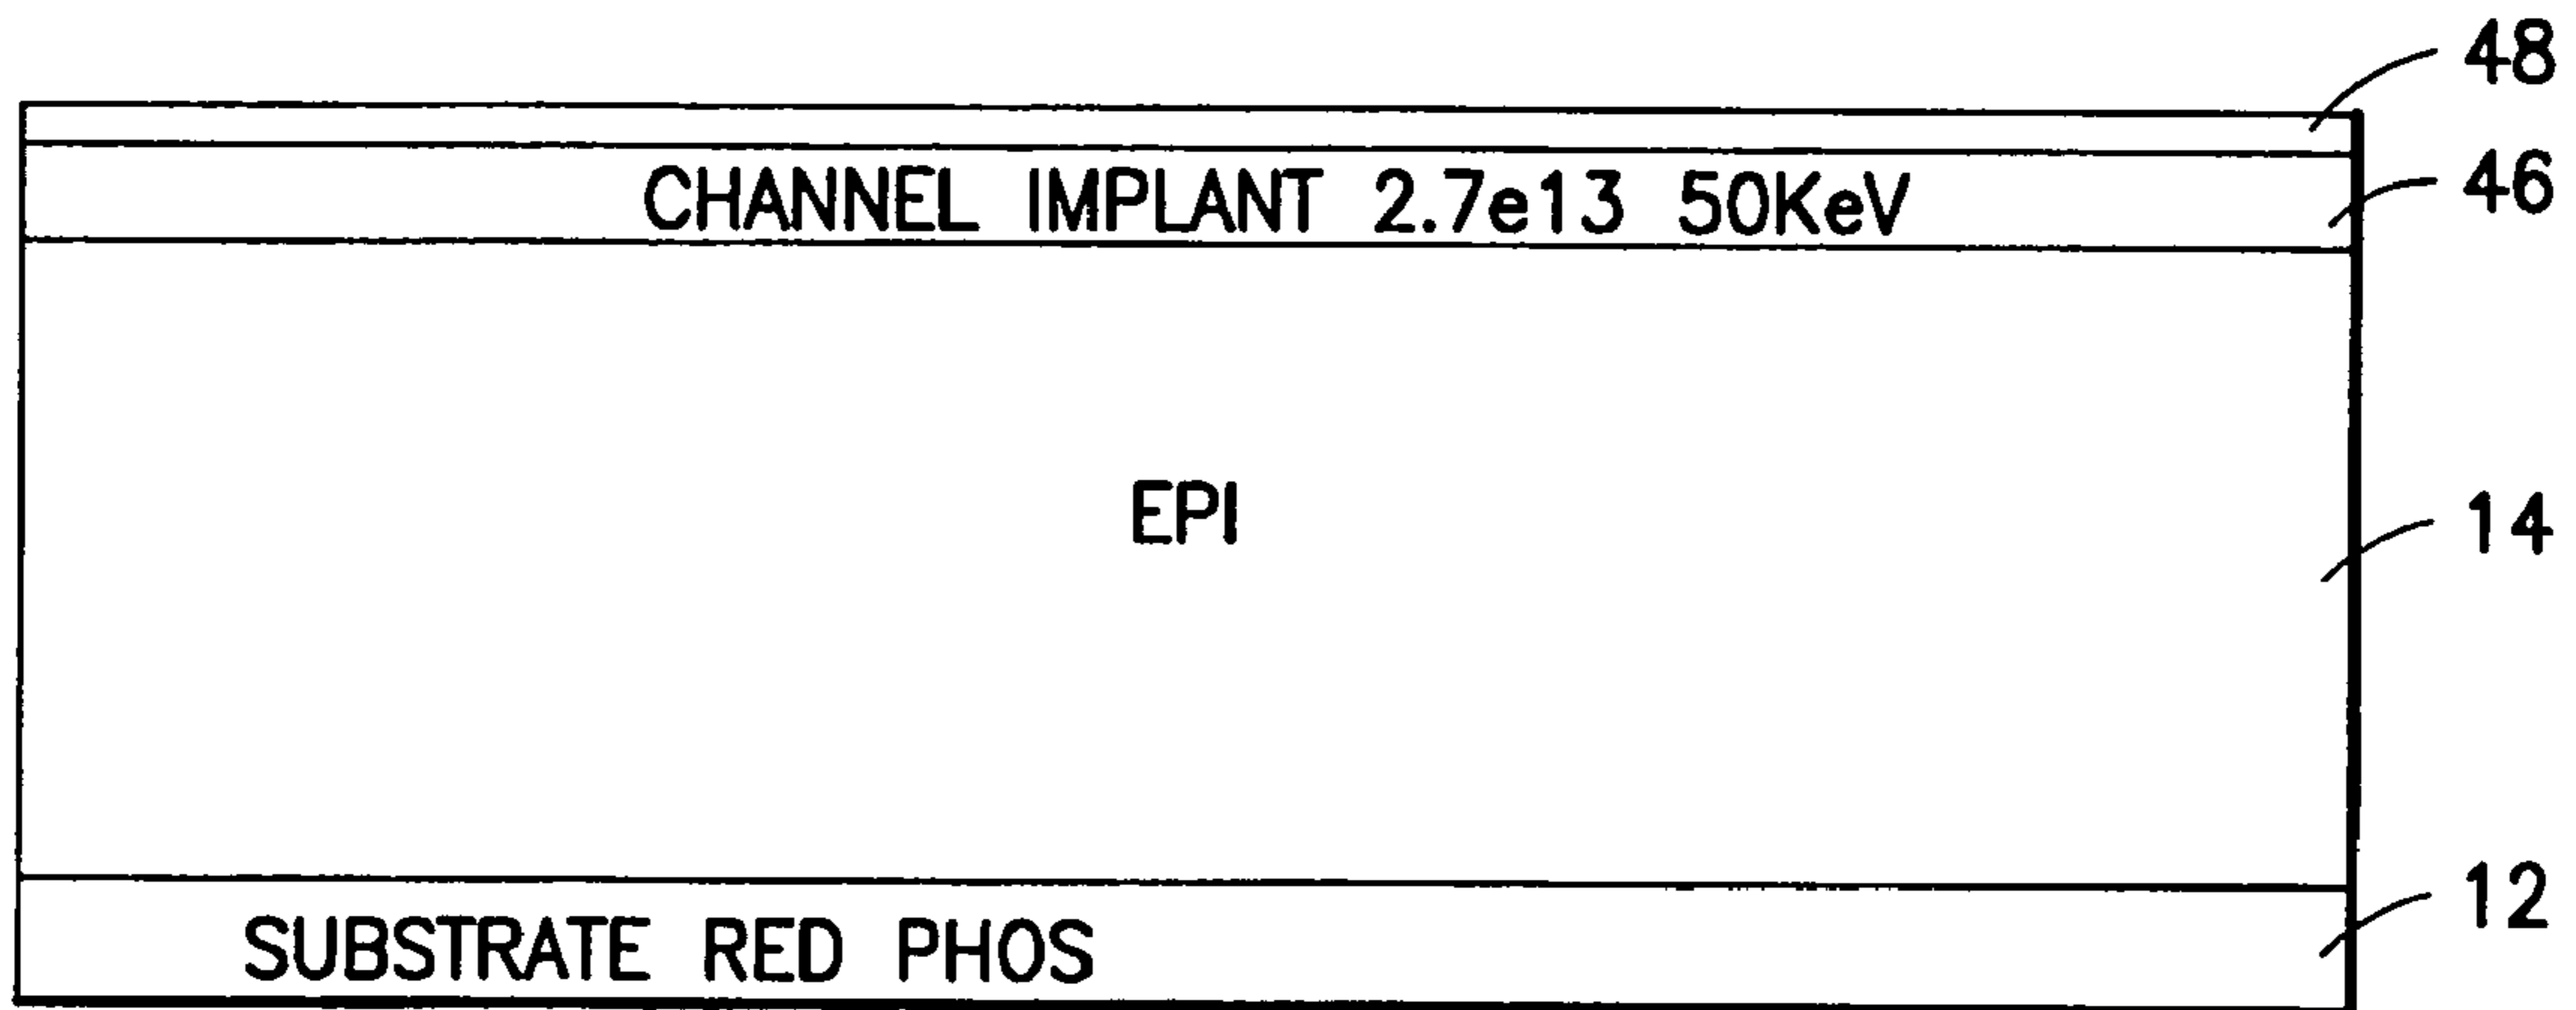 48
CHANNEL IMPLANT 2.7e13 50KeV
46
EPI
14
12
SUBSTRATE RED PHOS